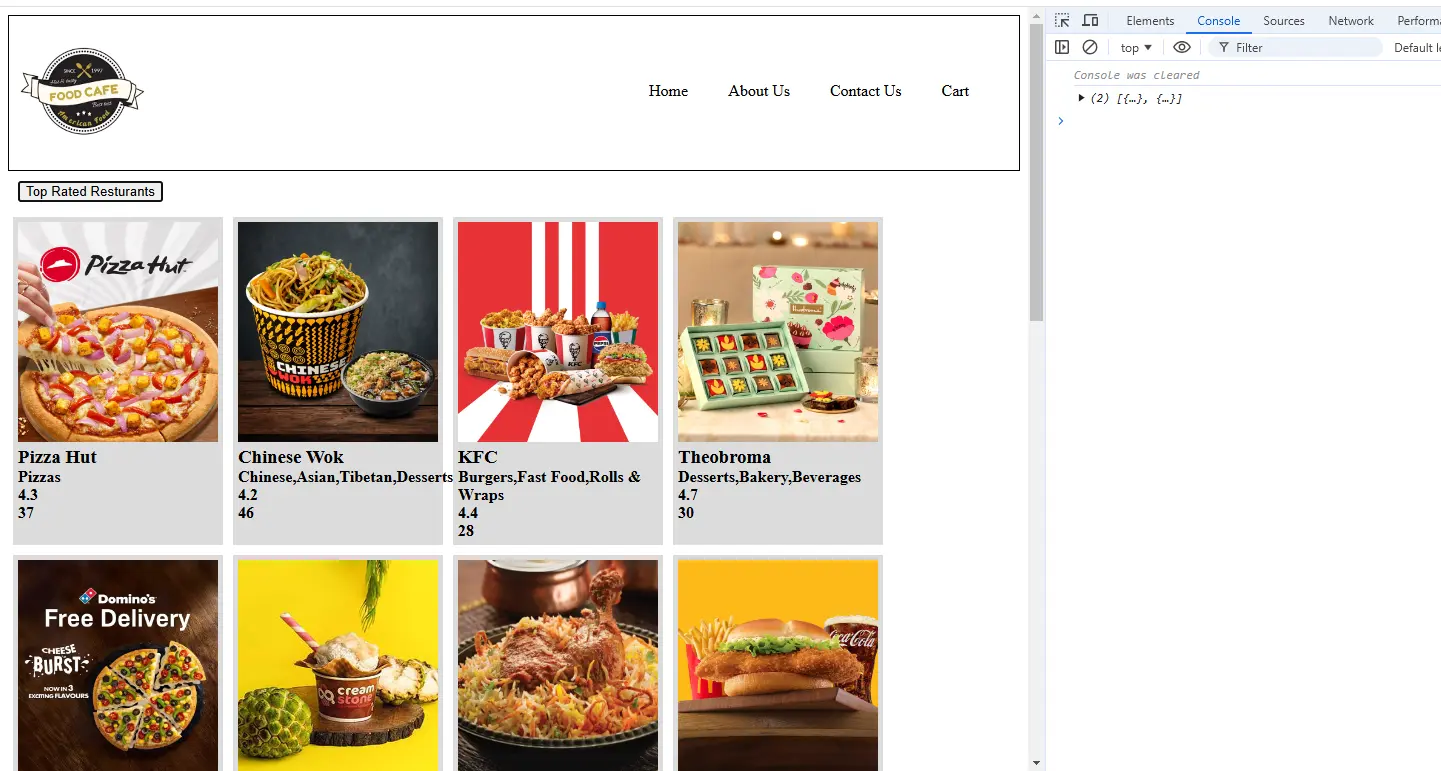 Elements Console Sources Network Performa
top Filter Default le
Console was cleared
(2) [{…}, {…}]
SINCE 1997
FOOD CAFE
American Food
Home About Us Contact Us Cart
Top Rated Resturants
Pizza Hut
CHINESE
WOK
KFC
PEPSI
Theobroma
Pizza Hut
Pizzas
4.3
37
Chinese Wok
Chinese,Asian,Tibetan,Desserts
4.2
46
KFC
Burgers,Fast Food,Rolls &
Wraps
4.4
28
Theobroma
Desserts,Bakery,Beverages
4.7
30
Domino's
Free Delivery
CHEESE
BURST
NOW IN 3
EXCITING FLAVOURS
cream
stone
Coca-Cola